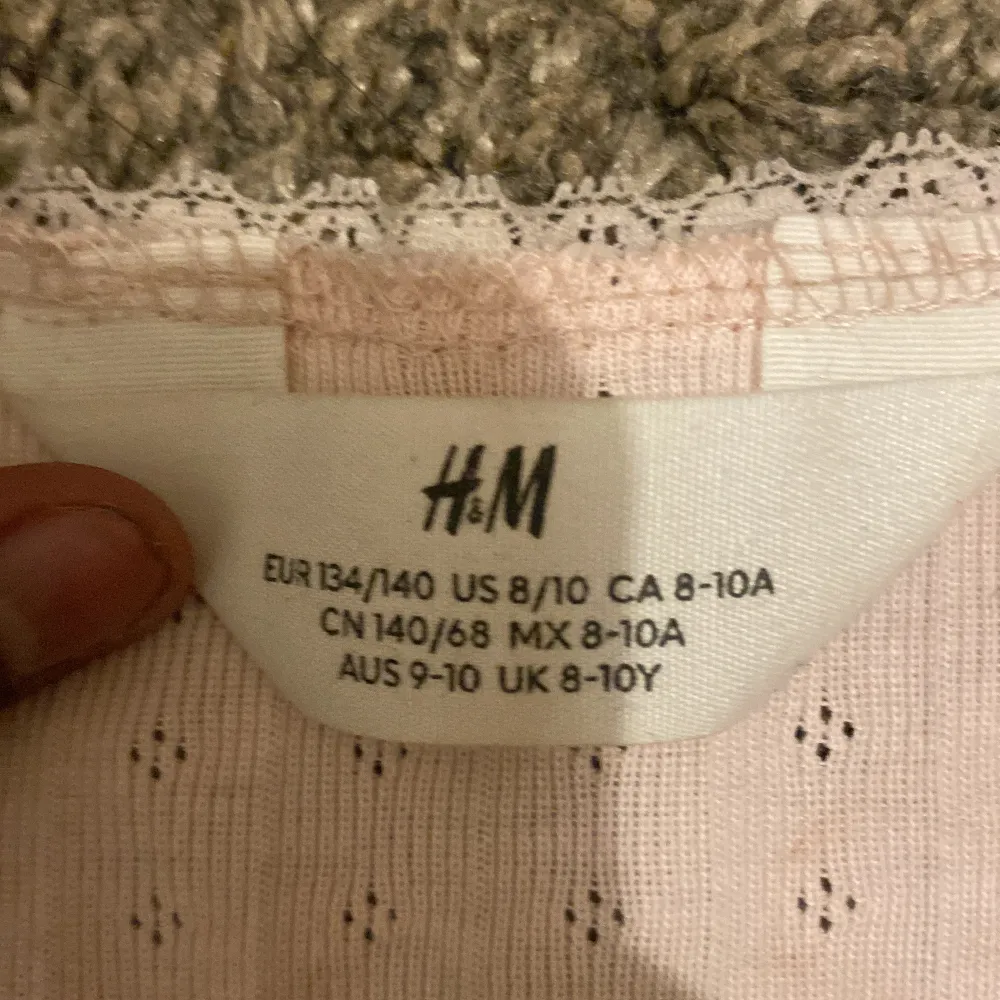 H&M
EUR 134/140 US 8/10 CA 8-10A
CN 140/68 MX 8-10A
AUS 9-10 UK 8-10Y